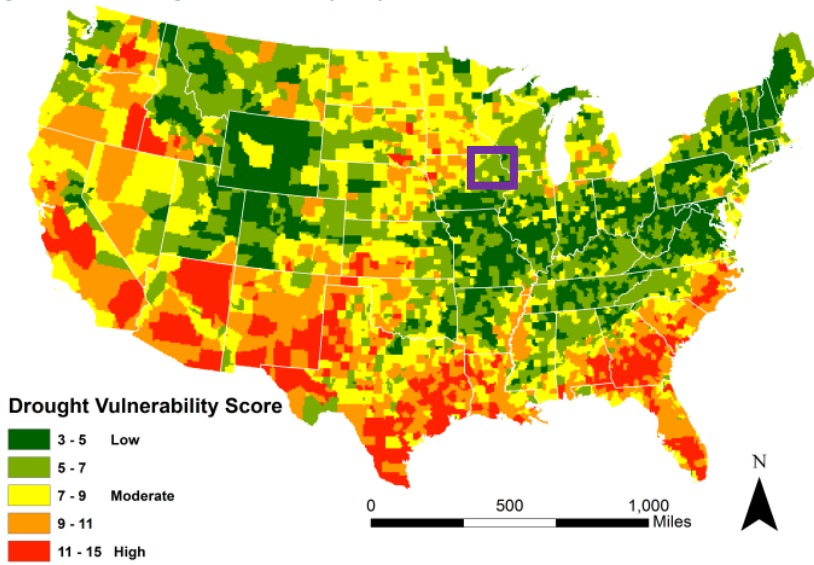 Drought Vulnerability Score
3 - 5 Low
5 - 7
7 - 9 Moderate
9 - 11
11 - 15 High
0 500 1,000
Miles
N